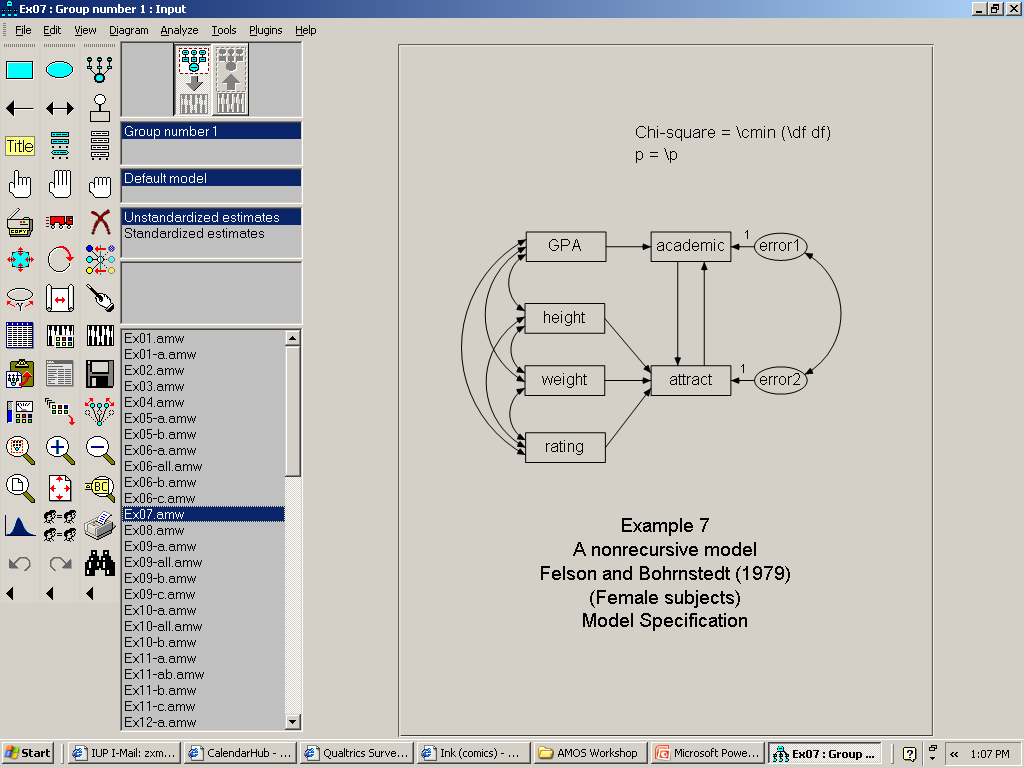 Ex07 : Group number 1 : Input
File Edit View Diagram Analyze Tools Plugins Help
Title
COPY
BC
Group number 1
Default model
Unstandardized estimates
Standardized estimates
Ex01.amw
Ex01-a.amw
Ex02.amw
Ex03.amw
Ex04.amw
Ex05-a.amw
Ex05-b.amw
Ex06-a.amw
Ex06-all.amw
Ex06-b.amw
Ex06-c.amw
Ex07.amw
Ex08.amw
Ex09-a.amw
Ex09-all.amw
Ex09-b.amw
Ex09-c.amw
Ex10-a.amw
Ex10-all.amw
Ex10-b.amw
Ex11-a.amw
Ex11-ab.amw
Ex11-b.amw
Ex11-c.amw
Ex12-a.amw
Chi-square = \cmin (\df df)
p = \p
GPA academic 1 error1
height
weight attract 1 error2
rating
Example 7
A nonrecursive model
Felson and Bohrnstedt (1979)
(Female subjects)
Model Specification
Start IUP I-Mail: zxm... CalendarHub - ... Qualtrics Surve... Ink (comics) - ... AMOS Workshop Microsoft Powe... Ex07 : Group ... « 1:07 PM